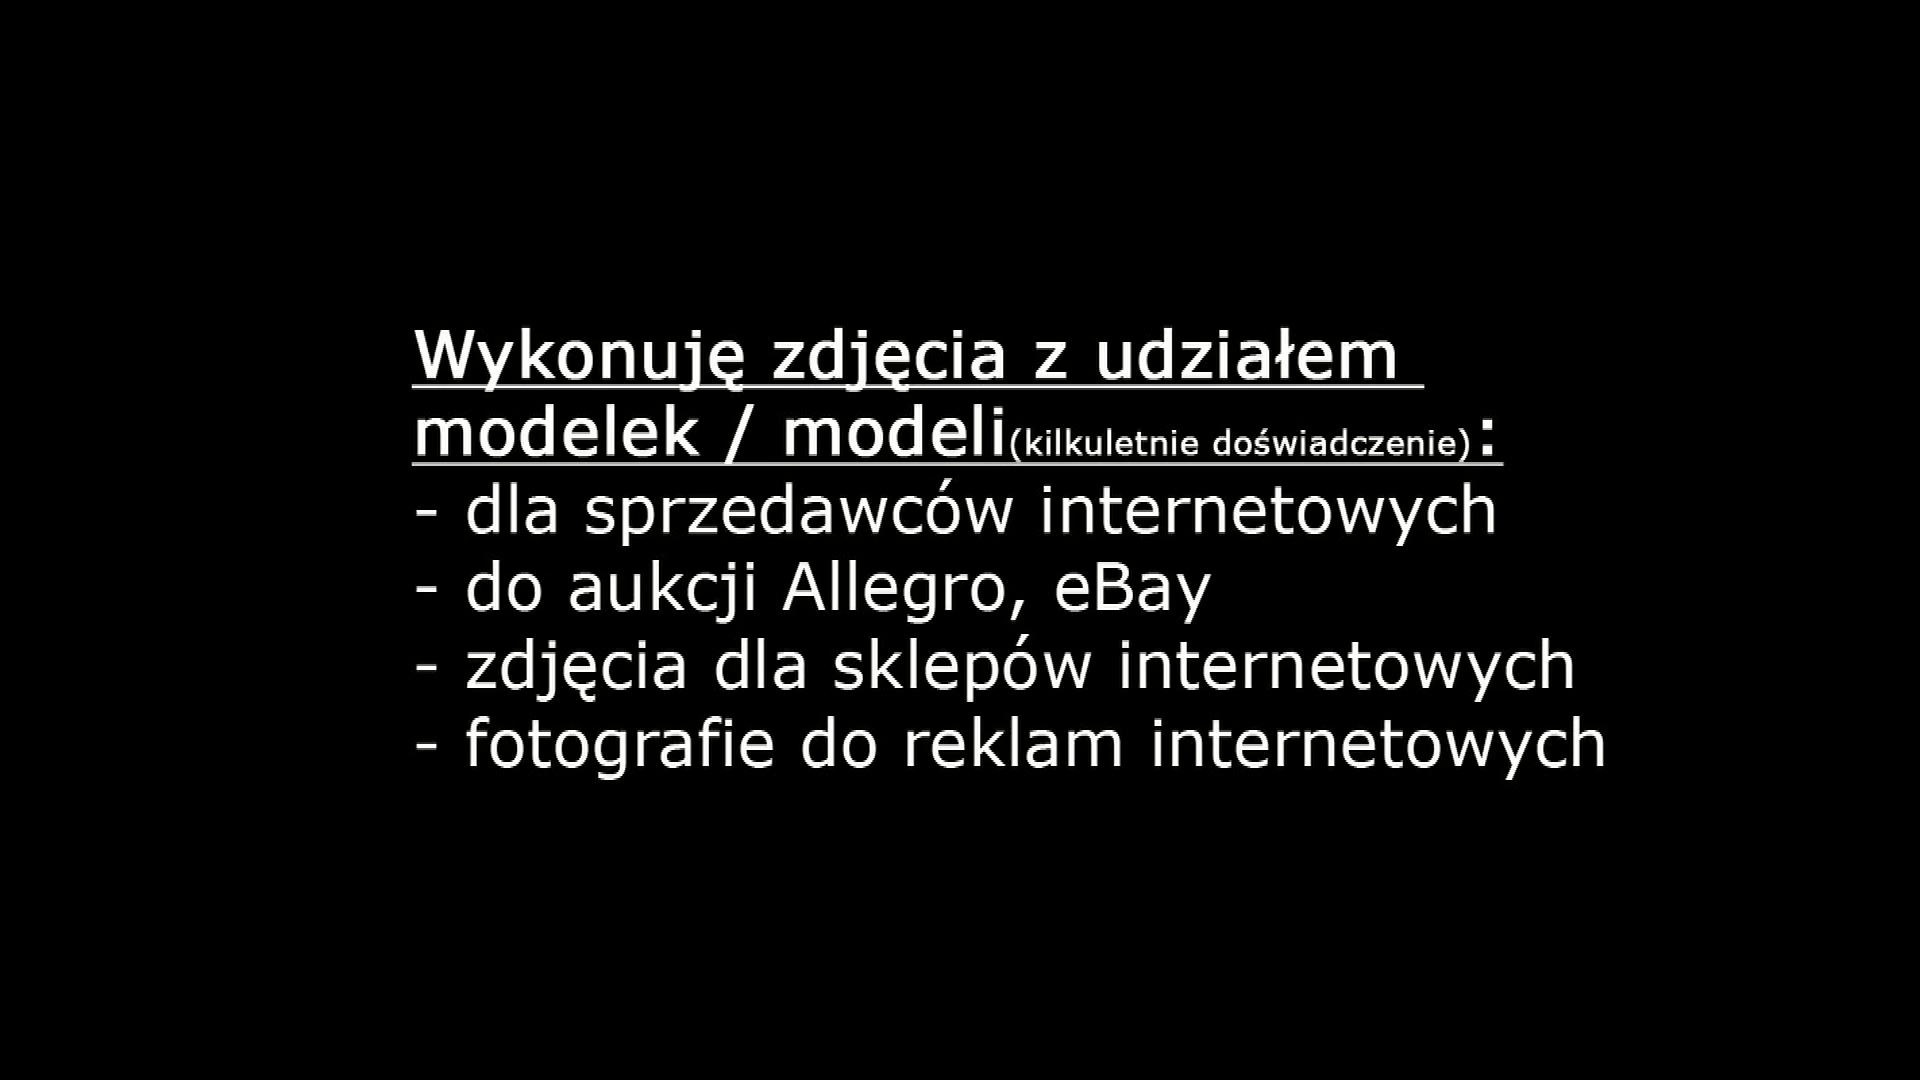 Wykonuję zdjęcia z udziałem
modelek / modeli(kilkuletnie doświadczenie):
- dla sprzedawców internetowych
- do aukcji Allegro, eBay
- zdjęcia dla sklepów internetowych
- fotografie do reklam internetowych